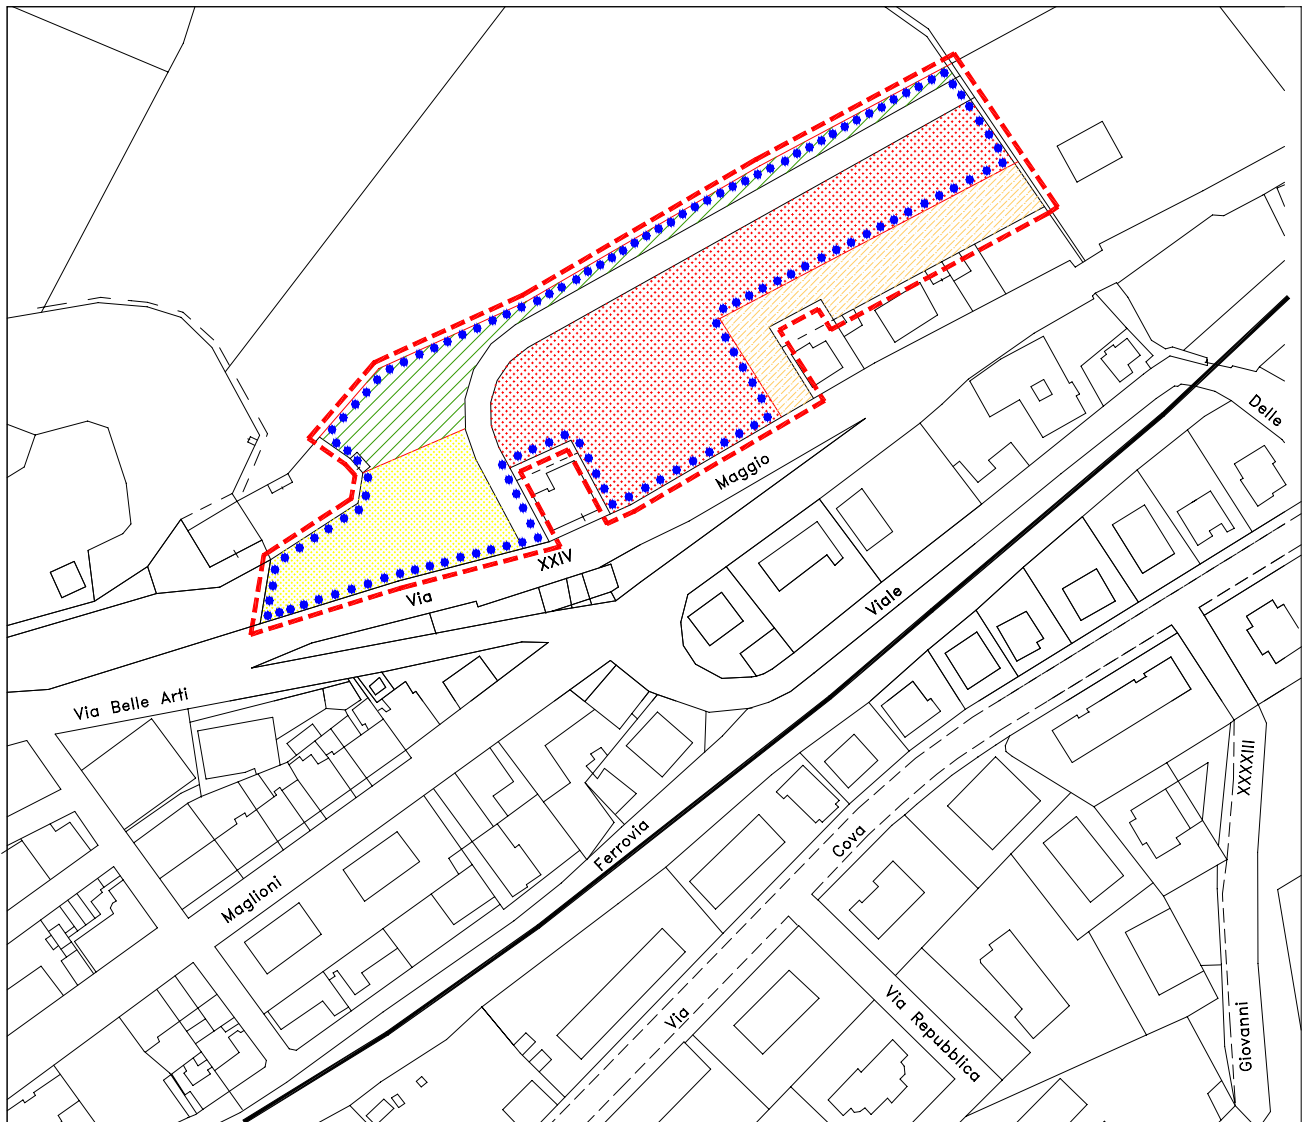 Delle
Maggio
XXIV
Via
Viale
Via Belle Arti
XXXXIII
Ferrovia
Cova
Maglioni
Via
Via Repubblica
Giovanni